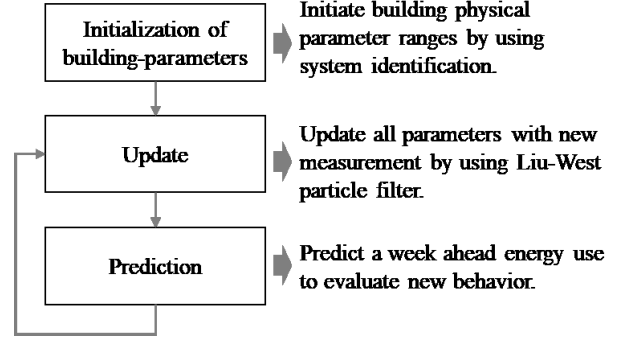 Initialization of
building-parameters
Initiate building physical
parameter ranges by using
system identification.
Update
Update all parameters with new
measurement by using Liu-West
particle filter.
Prediction
Predict a week ahead energy use
to evaluate new behavior.